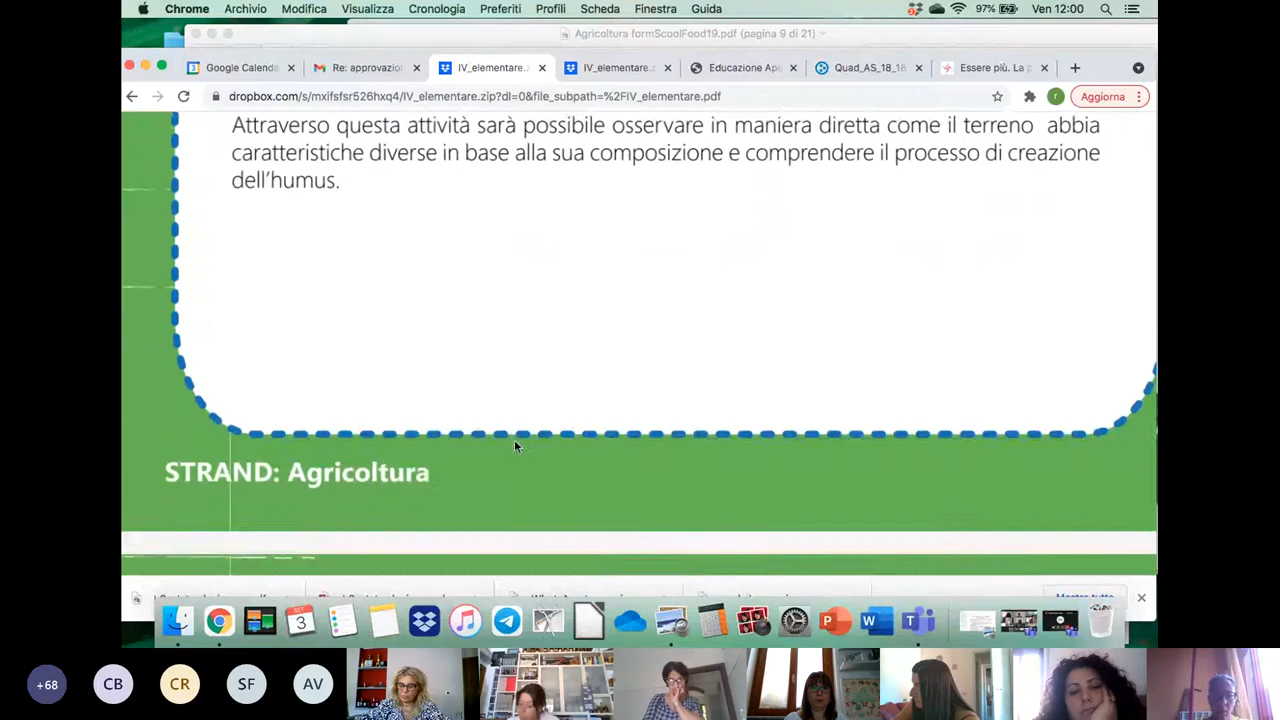 Chrome Archivio Modifica Visualizza Cronologia Preferiti Profili Scheda Finestra Guida 97% Ven 12:00
Agricoltura formScoolFood19.pdf (pagina 9 di 21)
Google Calenda Re: approvazio IV_elementare.z IV_elementare.z Educazione Ape Quad_AS_18_1 Essere più. La p
dropbox.com/s/mxifsfsr526hxq4/IV_elementare.zip?dl=0&file_subpath=%2FIV_elementare.pdf r Aggiorna
Attraverso questa attività sarà possibile osservare in maniera diretta come il terreno abbia
caratteristiche diverse in base alla sua composizione e comprendere il processo di creazione
dell'humus.
STRAND: Agricoltura
SET
3
+68 CB CR SF AV